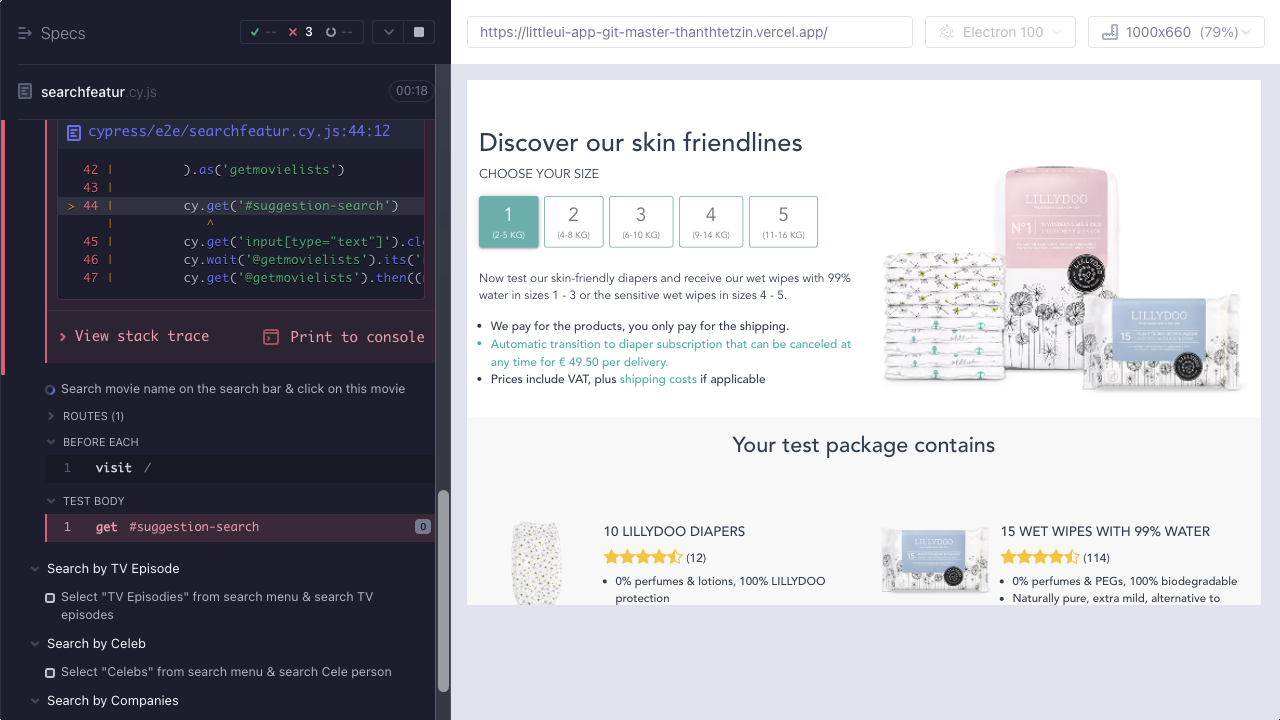 Specs
-- 3 --
searchfeatur.cy.js 00:18
cypress/e2e/searchfeatur.cy.js:44:12
42 | ).as('getmovielists')
43 |
> 44 | cy.get('#suggestion-search')
| ^
45 | cy.get('input[type="text"]').cl
46 | cy.wait('@getmovielists').its('
47 | cy.get('@getmovielists').then((
View stack trace Print to console
Search movie name on the search bar & click on this movie
ROUTES (1)
BEFORE EACH
1 visit /
TEST BODY
1 get #suggestion-search 0
Search by TV Episode
Select "TV Episodies" from search menu & search TV
episodes
Search by Celeb
Select "Celebs" from search menu & search Cele person
Search by Companies
https://littleui-app-git-master-thanthtetzin.vercel.app/ Electron 100 1000x660 (79%)
Discover our skin friendlines
CHOOSE YOUR SIZE
1 2 3 4 5
(2-5 KG) (4-8 KG) (6-10 KG) (9-14 KG) (11-16 KG)
Now test our skin-friendly diapers and receive our wet wipes with 99%
water in sizes 1 - 3 or the sensitive wet wipes in sizes 4 - 5.
• We pay for the products, you only pay for the shipping.
• Automatic transition to diaper subscription that can be canceled at
any time for € 49.50 per delivery.
• Prices include VAT, plus shipping costs if applicable
LILLYDOO
N°1
LILLYDOO
LILLYDOO
15
Your test package contains
10 LILLYDOO DIAPERS
(12)
• 0% perfumes & lotions, 100% LILLYDOO
protection
LILLYDOO
15
15 WET WIPES WITH 99% WATER
(114)
• 0% perfumes & PEGs, 100% biodegradable
• Naturally pure, extra mild, alternative to